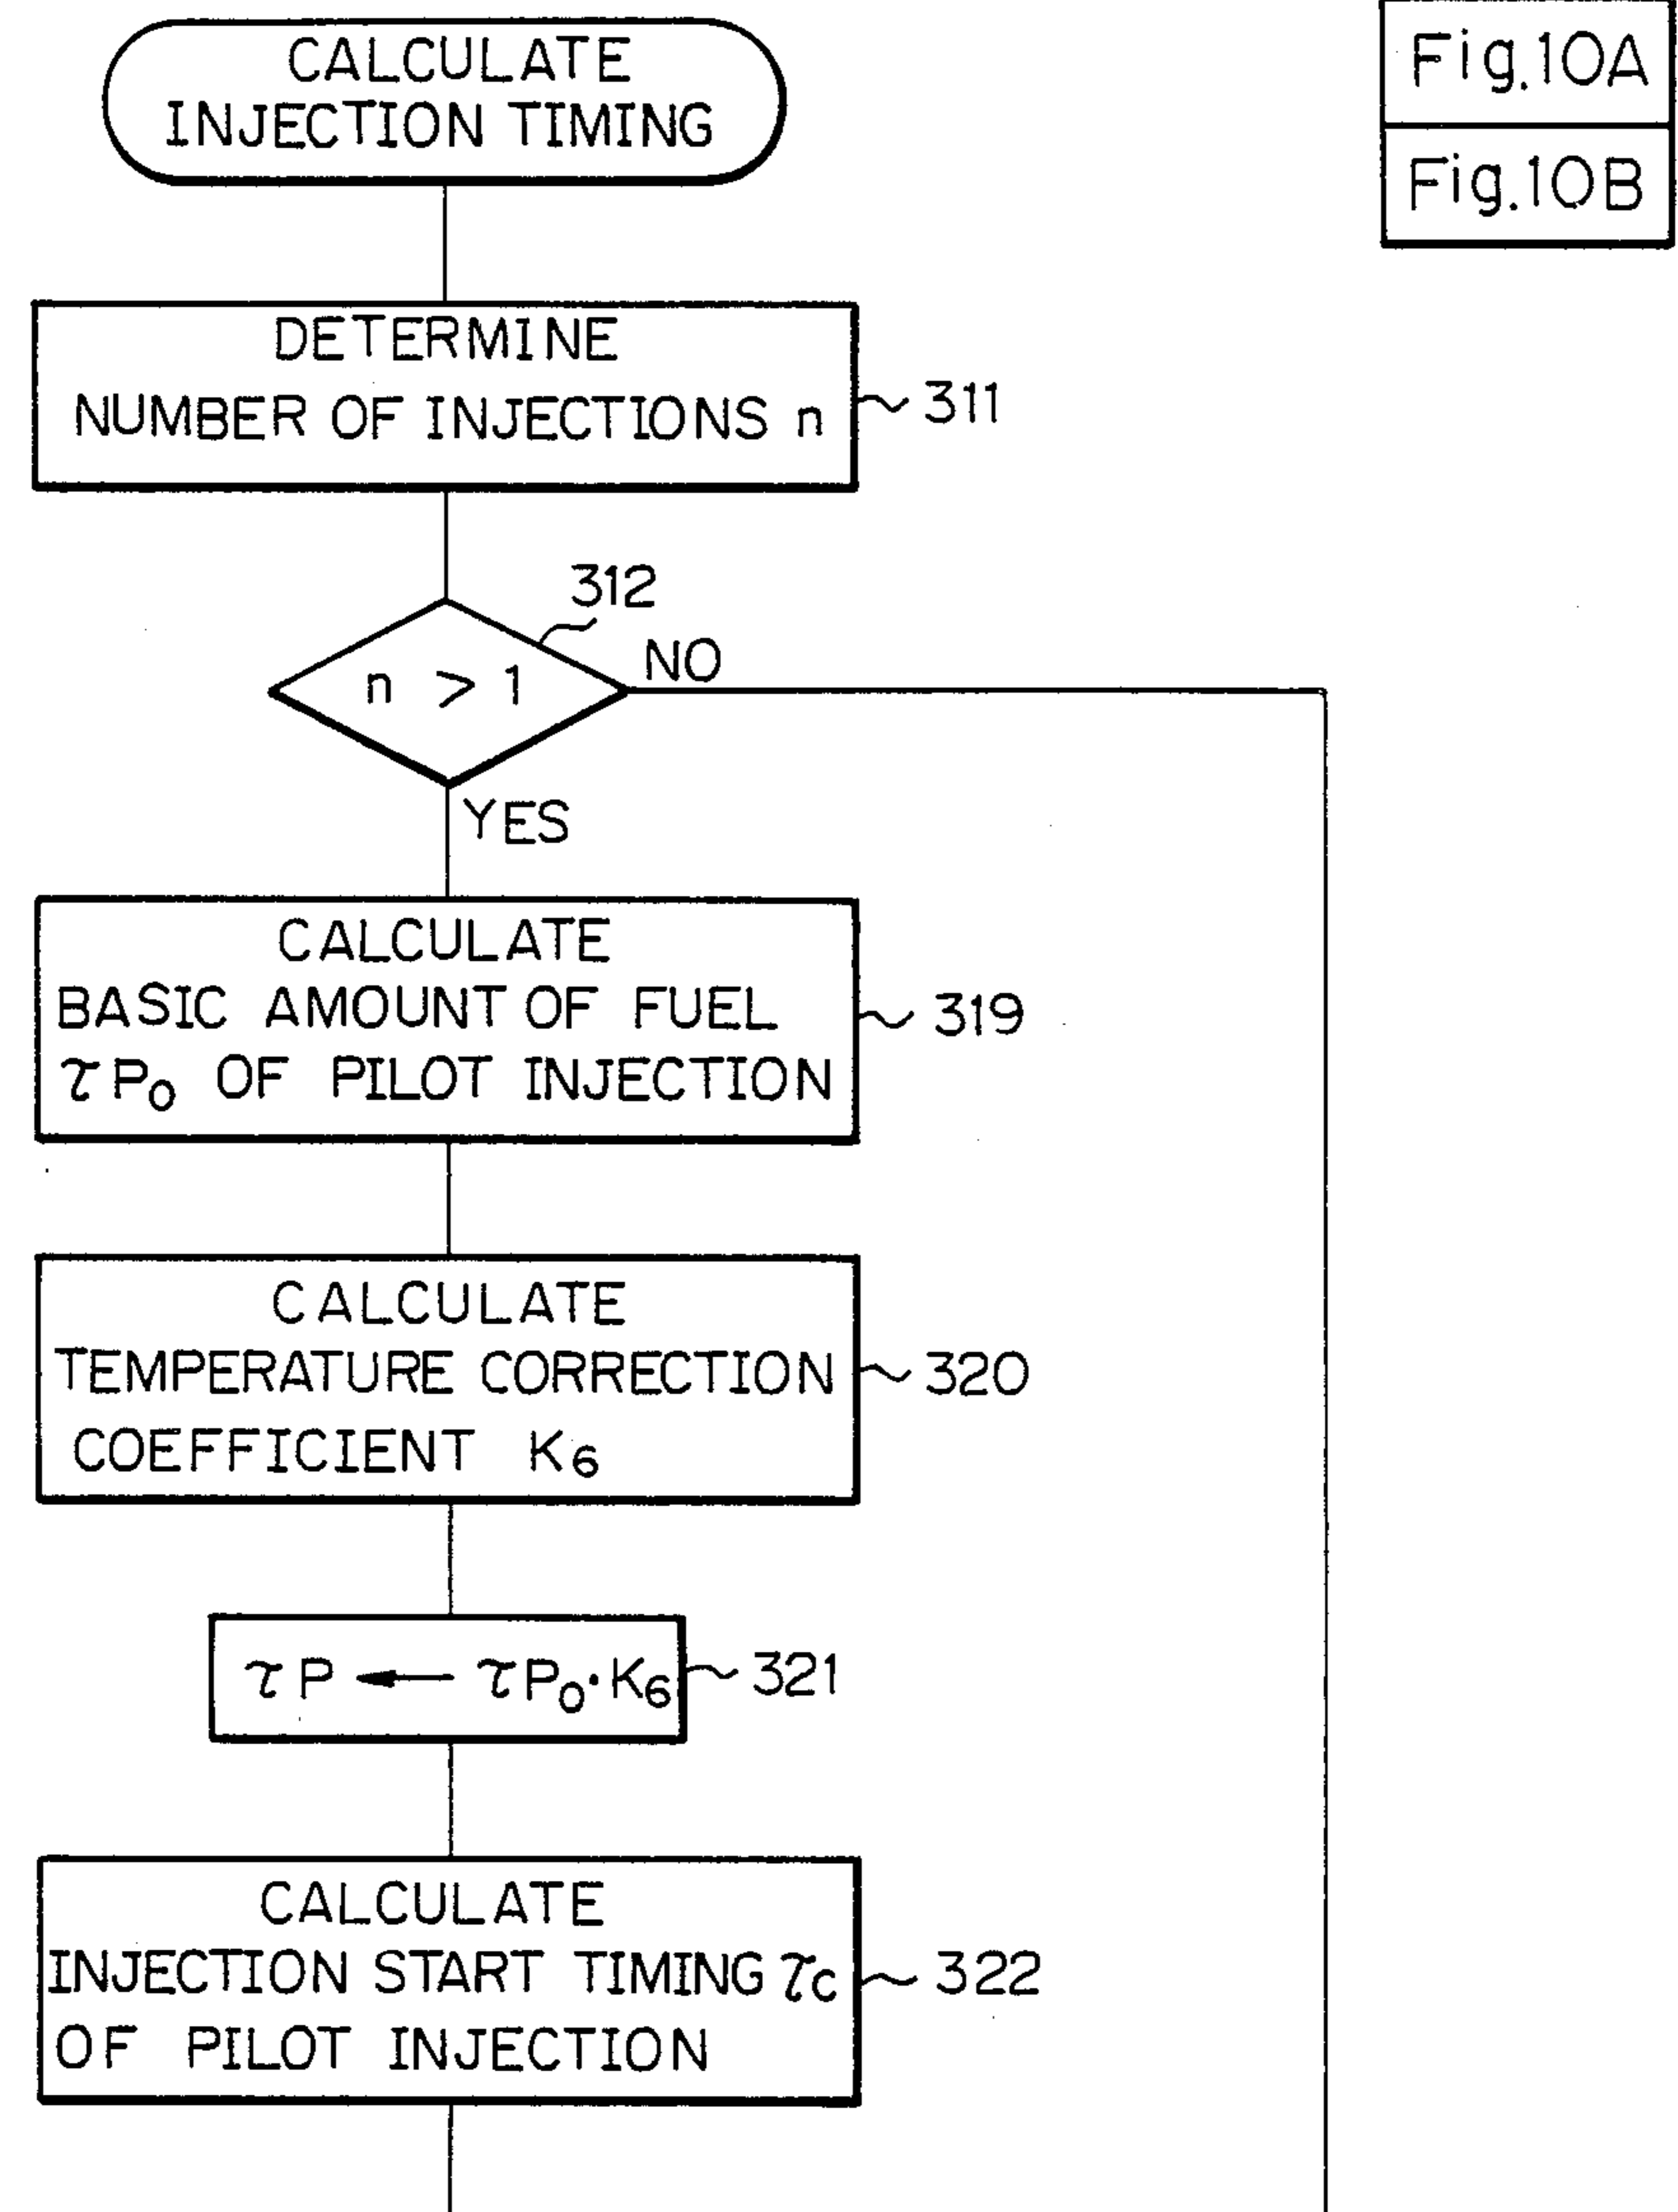 CALCULATE
INJECTION TIMING
Fig.10A
Fig.10B
DETERMINE
NUMBER OF INJECTIONS n
311
312
n > 1
NO
YES
CALCULATE
BASIC AMOUNT OF FUEL
τP₀ OF PILOT INJECTION
319
CALCULATE
TEMPERATURE CORRECTION
COEFFICIENT K₆
320
τP ← τP₀·K₆
321
CALCULATE
INJECTION START TIMING τc
OF PILOT INJECTION
322